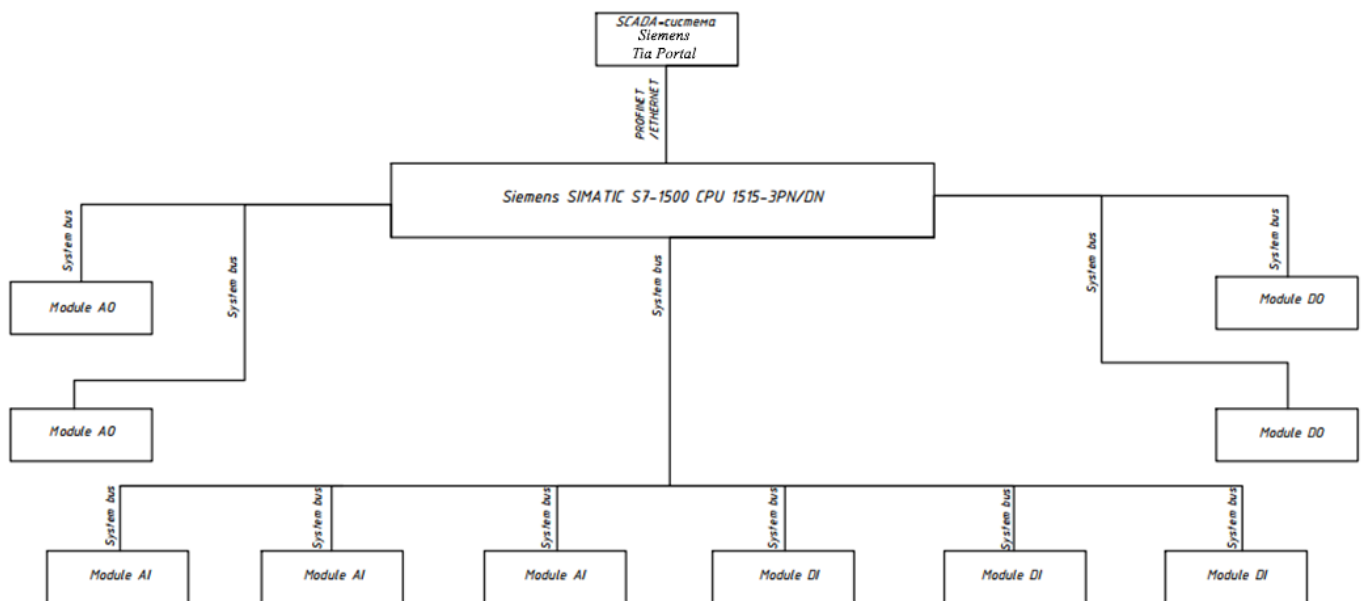 SCADA-система
Siemens
Tia Portal
PROFINET
/ETHERNET
Siemens SIMATIC S7-1500 CPU 1515-3PN/DN
System bus
System bus
System bus
System bus
System bus
Module AO
Module DO
Module AO
Module DO
System bus
System bus
System bus
System bus
System bus
System bus
Module AI
Module AI
Module AI
Module DI
Module DI
Module DI